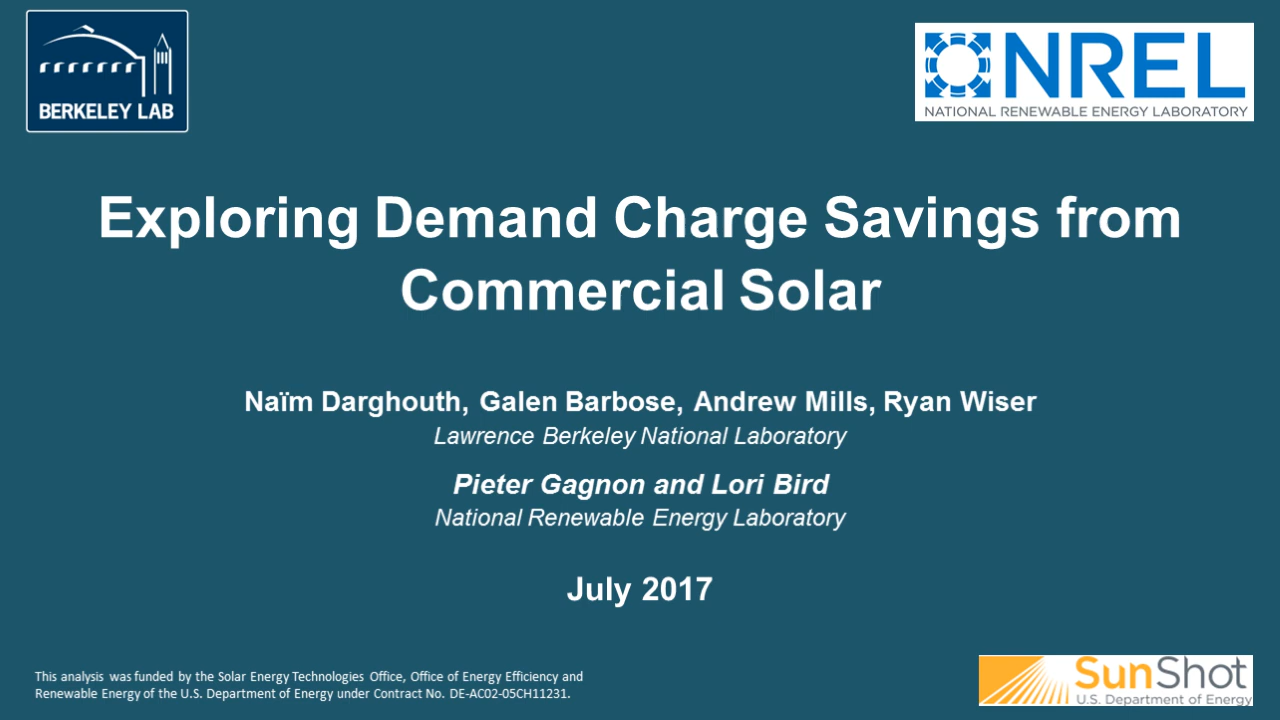 BERKELEY LAB
NREL
NATIONAL RENEWABLE ENERGY LABORATORY
Exploring Demand Charge Savings from
Commercial Solar
Naïm Darghouth, Galen Barbose, Andrew Mills, Ryan Wiser
Lawrence Berkeley National Laboratory
Pieter Gagnon and Lori Bird
National Renewable Energy Laboratory
July 2017
This analysis was funded by the Solar Energy Technologies Office, Office of Energy Efficiency and
Renewable Energy of the U.S. Department of Energy under Contract No. DE-AC02-05CH11231.
SunShot
U.S. Department of Energy